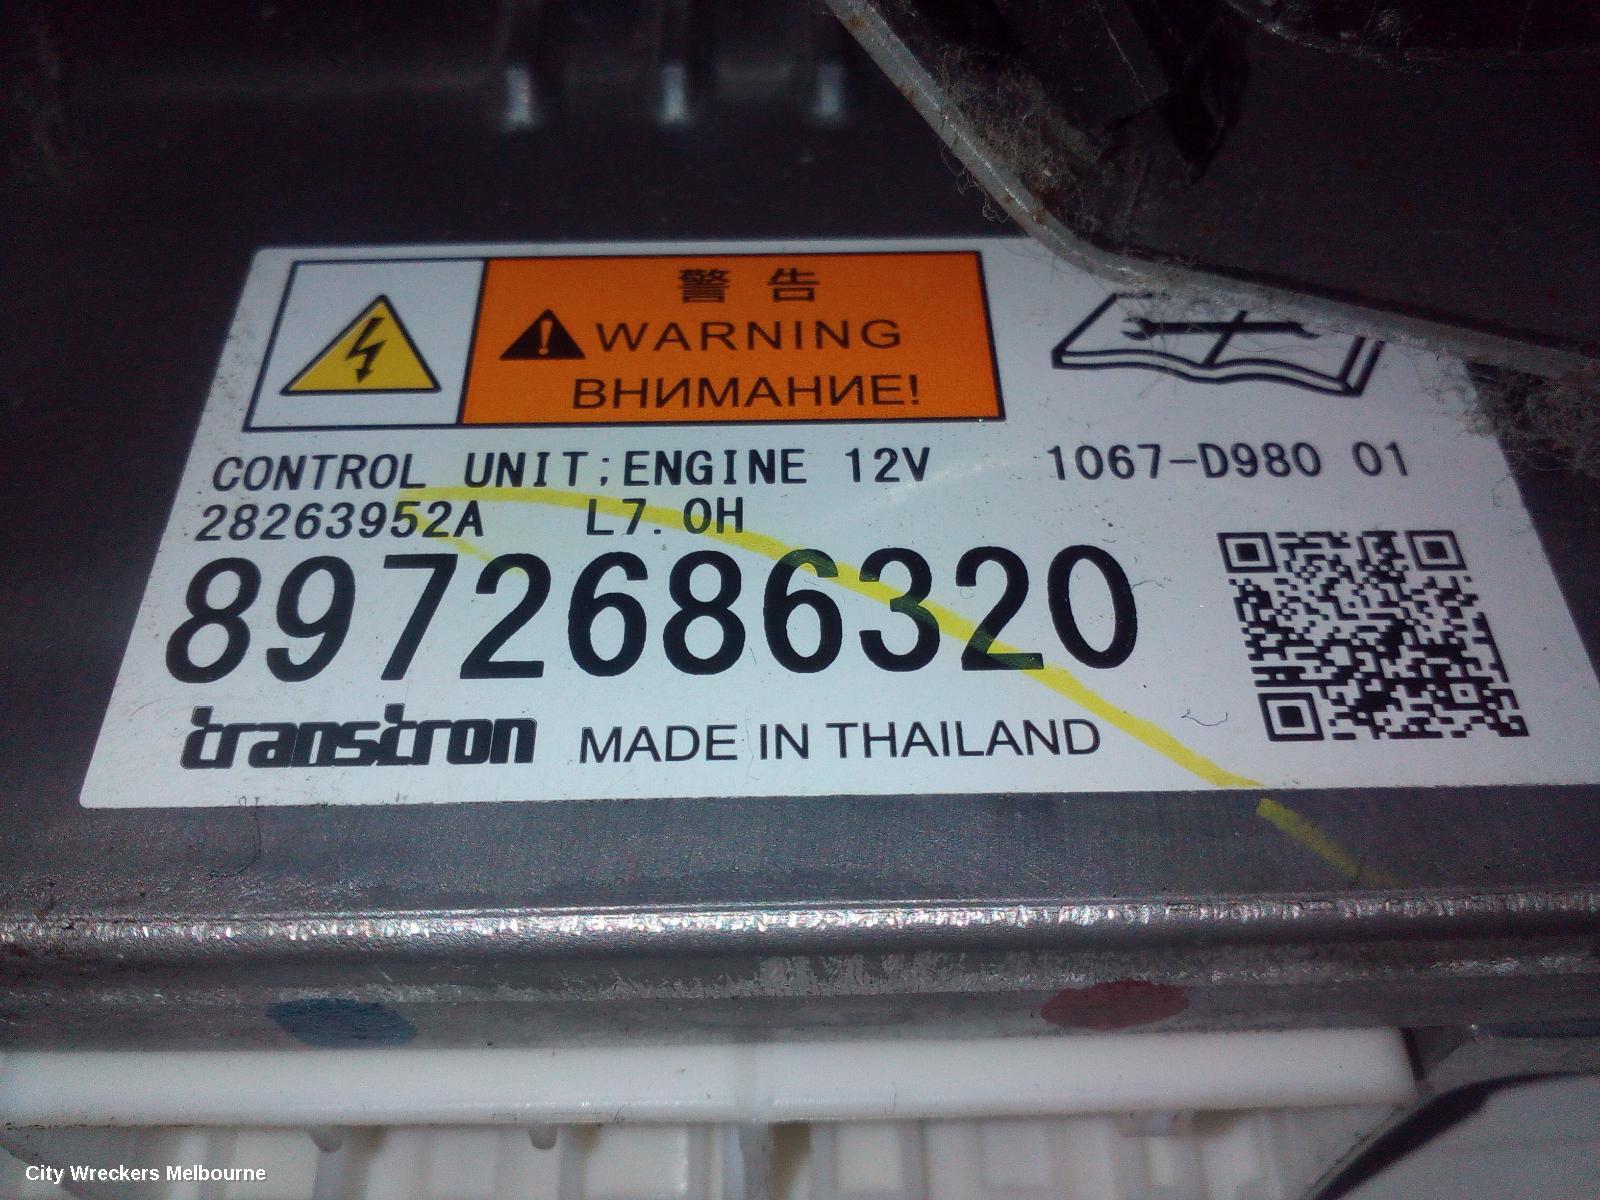 警告
WARNING
ВНИМАНИЕ!
CONTROL UNIT;ENGINE 12V 1067-D980 01
28263952A L7.0H
8972686320
transtron MADE IN THAILAND
City Wreckers Melbourne